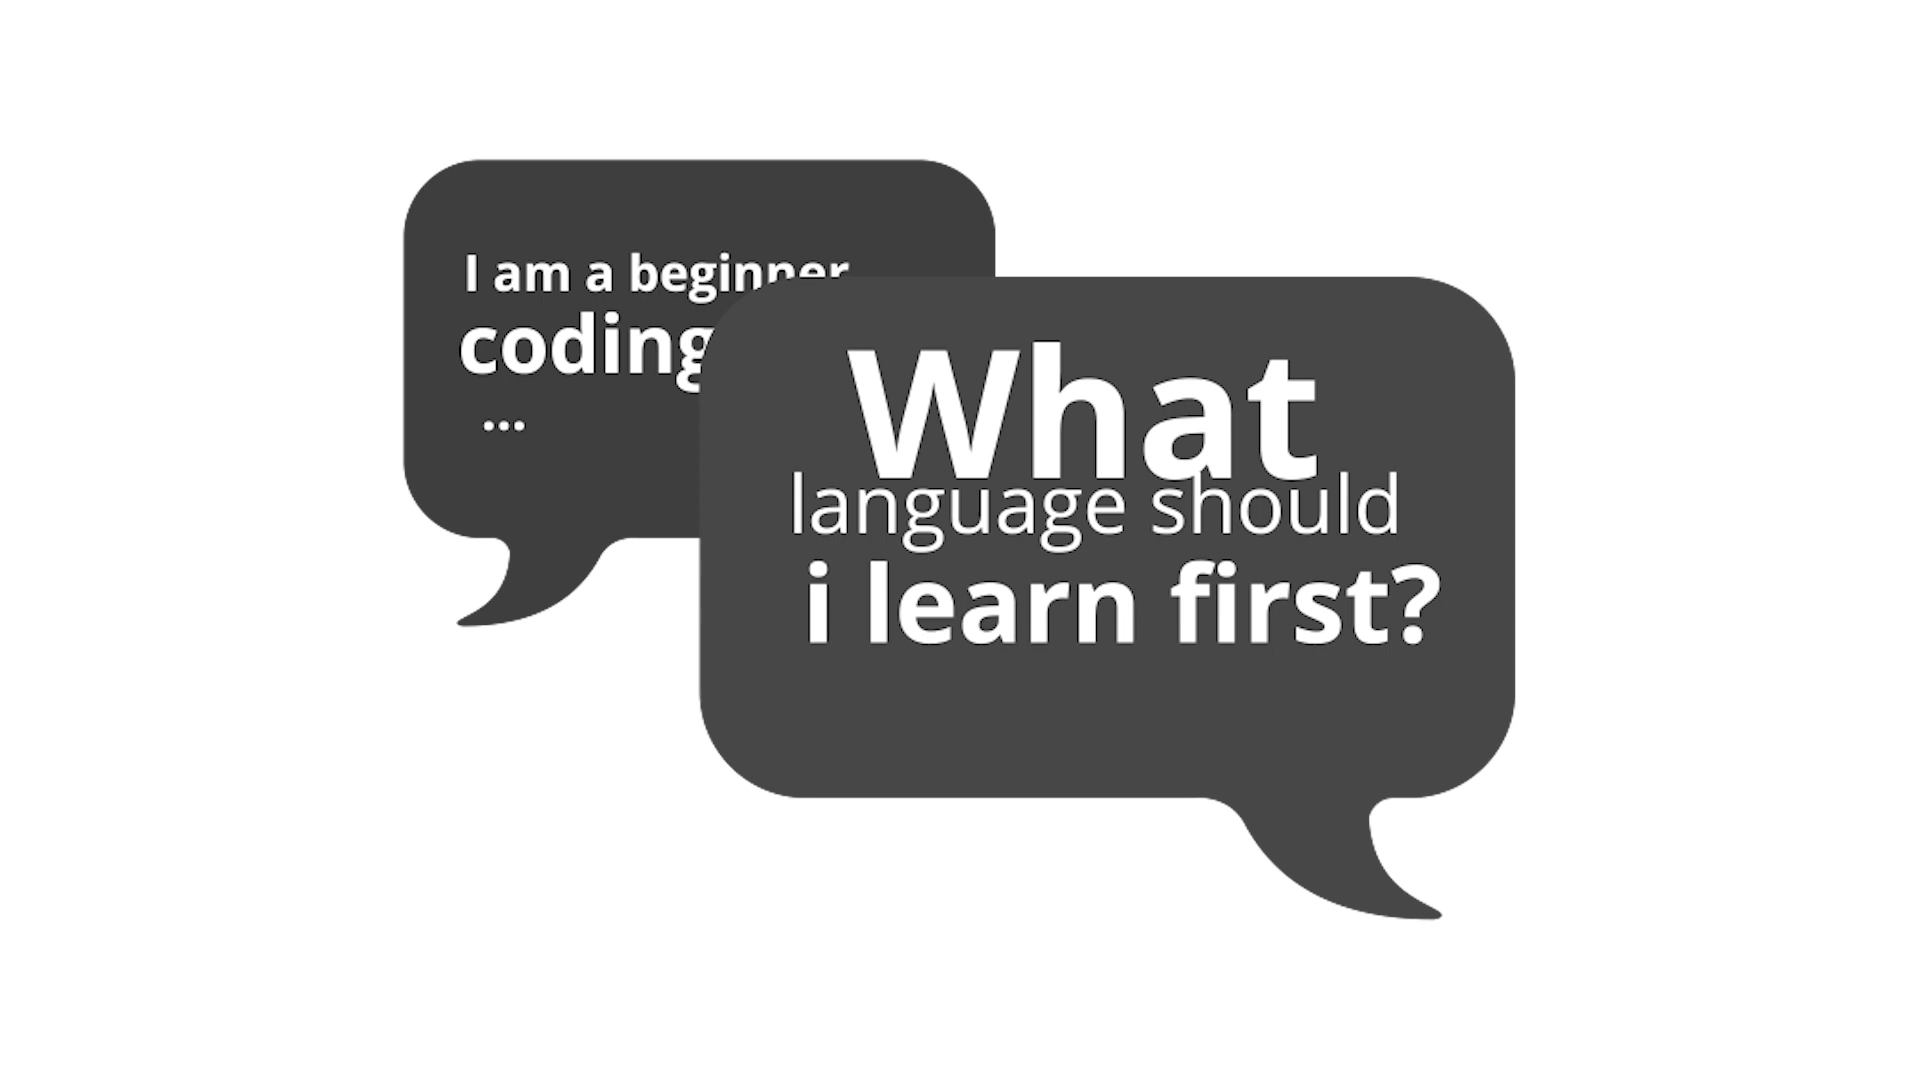 I am a beginner
coding
...
What
language should
i learn first?